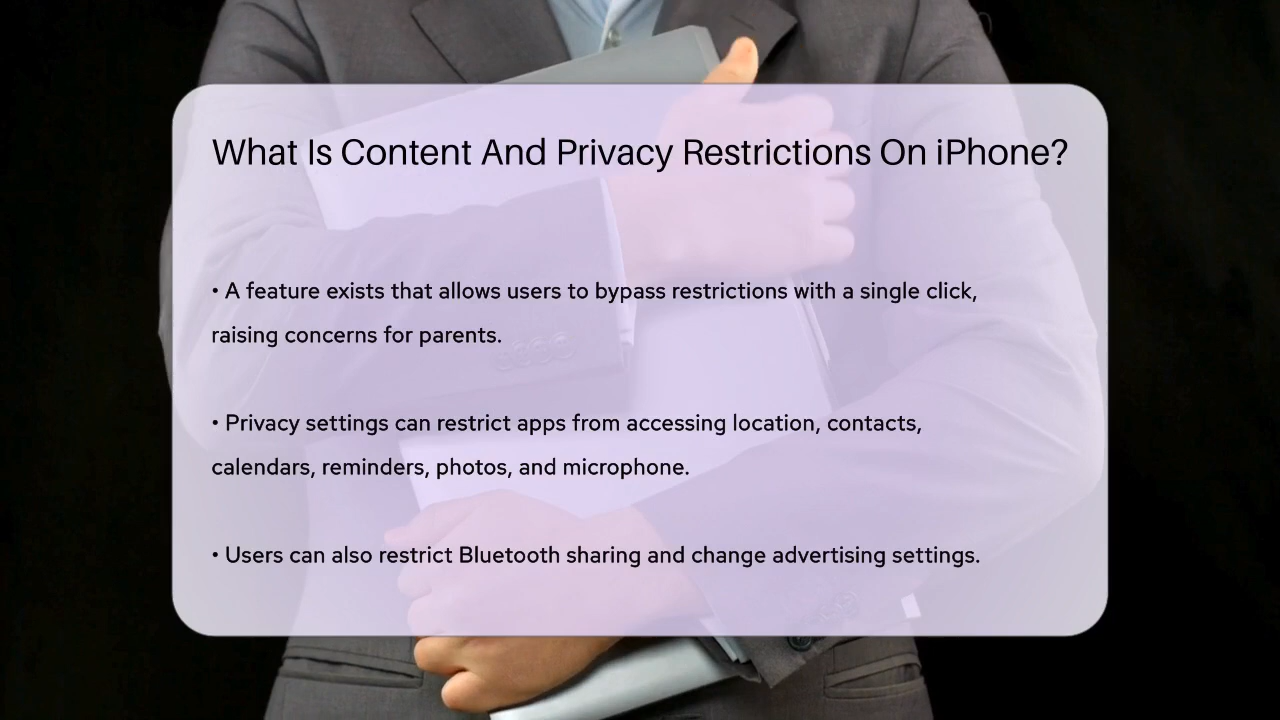 What Is Content And Privacy Restrictions On iPhone?
• A feature exists that allows users to bypass restrictions with a single click,
raising concerns for parents.
• Privacy settings can restrict apps from accessing location, contacts,
calendars, reminders, photos, and microphone.
• Users can also restrict Bluetooth sharing and change advertising settings.